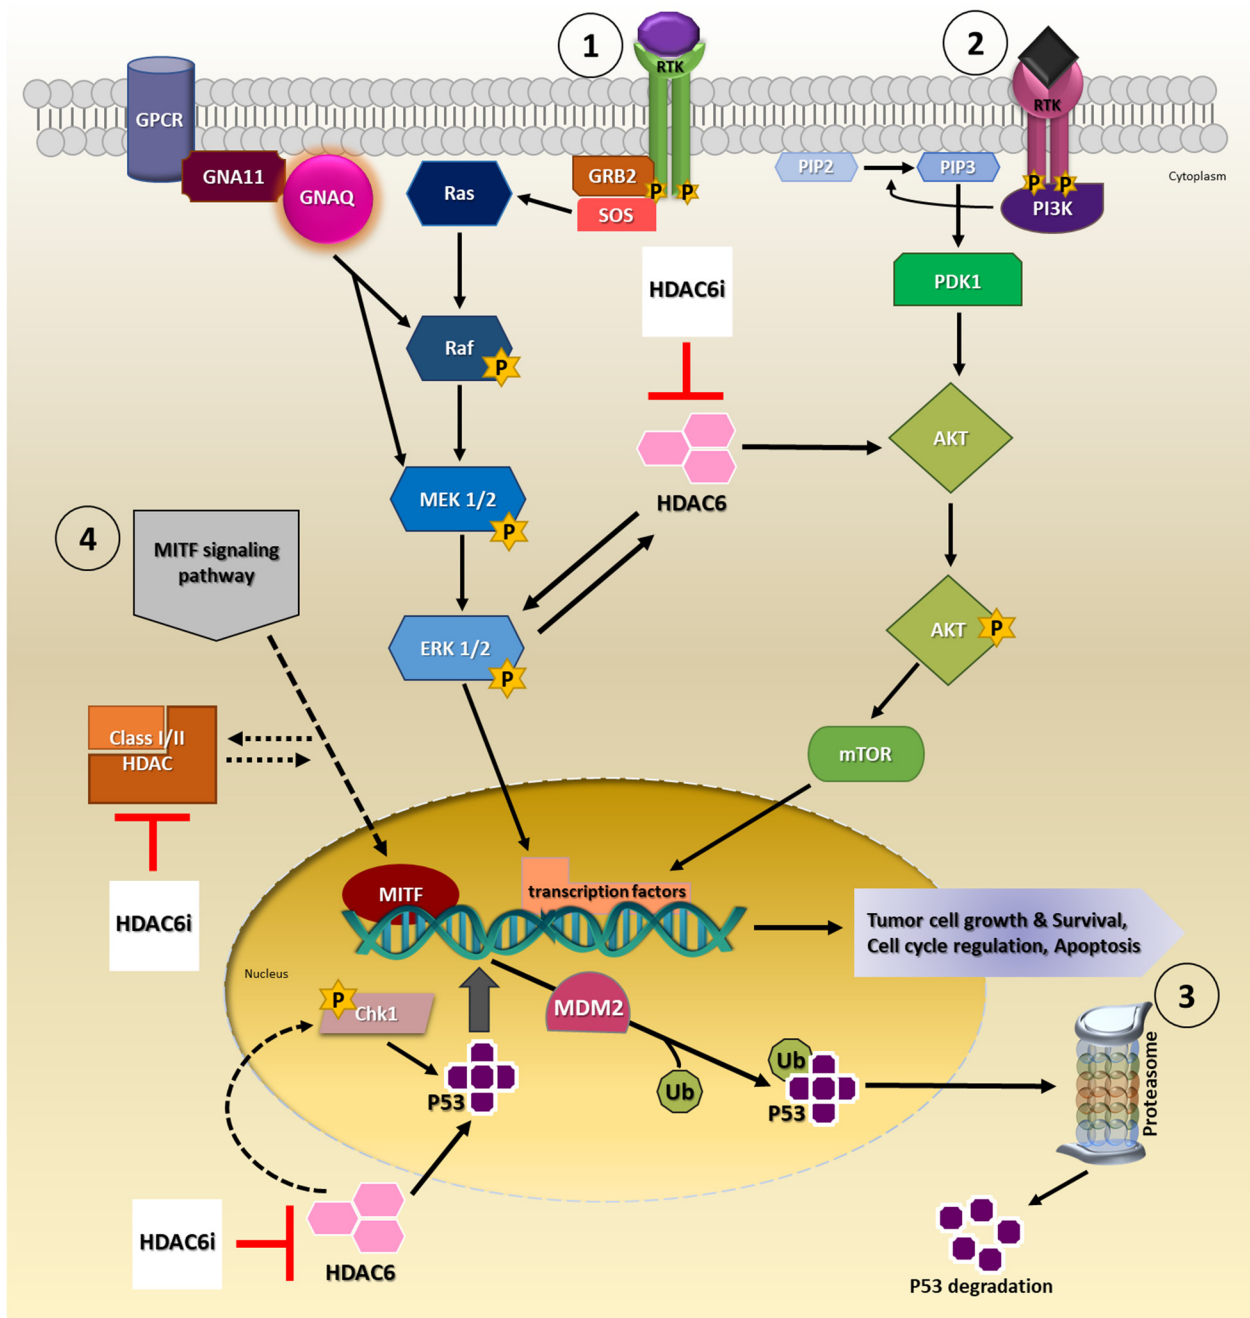 1
2
RTK
RTK
GPCR
GNA11
GNAQ
Ras
GRB2
SOS
P
P
PIP2
PIP3
P
P
PI3K
Cytoplasm
HDAC6i
PDK1
Raf
P
AKT
HDAC6
MEK 1/2
P
4
MITF signaling
pathway
ERK 1/2
P
AKT
P
Class I/II
HDAC
mTOR
HDAC6i
MITF
transcription factors
Tumor cell growth & Survival,
Cell cycle regulation, Apoptosis
Nucleus
P
Chk1
MDM2
3
Proteasome
P53
Ub
Ub
P53
HDAC6i
HDAC6
P53 degradation